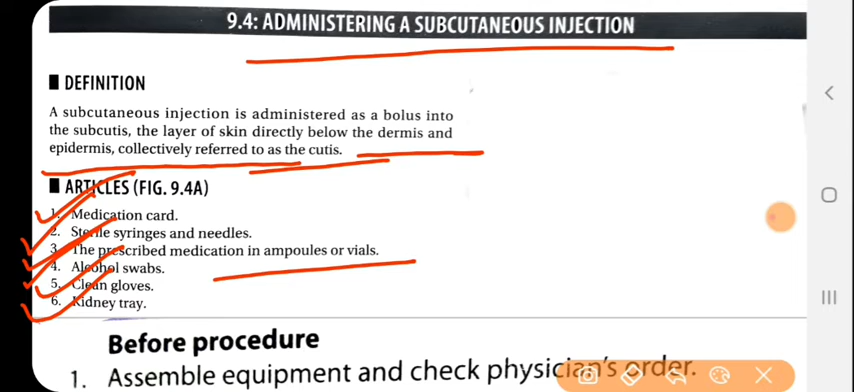 9.4: ADMINISTERING A SUBCUTANEOUS INJECTION
DEFINITION
A subcutaneous injection is administered as a bolus into
the subcutis, the layer of skin directly below the dermis and
epidermis, collectively referred to as the cutis.
ARTICLES (FIG. 9.4A)
1. Medication card.
2. Sterile syringes and needles.
3. The prescribed medication in ampoules or vials.
4. Alcohol swabs.
5. Clean gloves.
6. Kidney tray.
Before procedure
1. Assemble equipment and check physician's order.